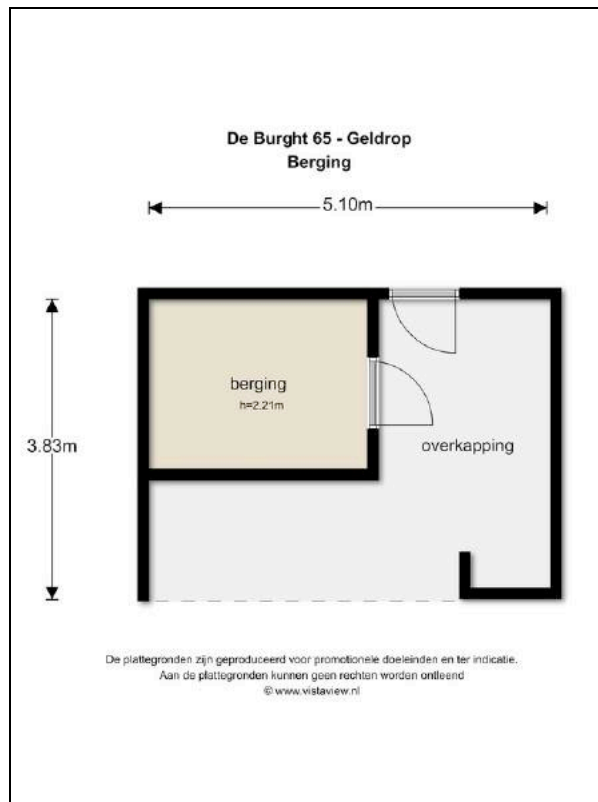 De Burght 65 - Geldrop
Berging
5.10m
berging
h=2.21m
3.83m
overkapping
De plattegronden zijn geproduceerd voor promotionele doeleinden en ter indicatie.
Aan de plattegronden kunnen geen rechten worden ontleend
© www.vistaview.nl